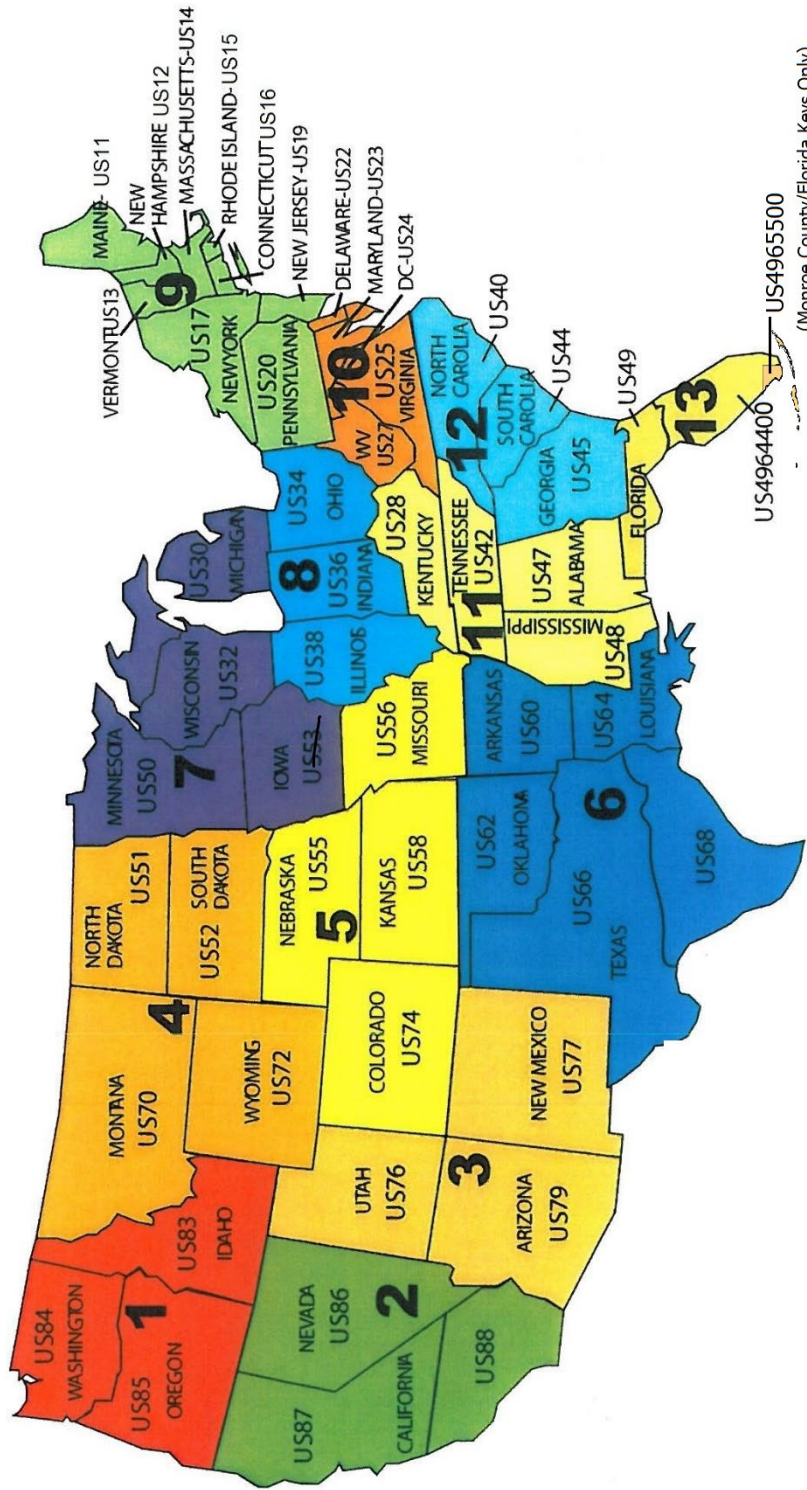 WASHINGTON
US84
1
US85
OREGON
US83
IDAHO
MONTANA
US70
4
WYOMING
US72
NORTH
DAKOTA
US51
SOUTH
DAKOTA
US52
NEVADA
US86
2
US87
CALIFORNIA
US88
UTAH
US76
3
ARIZONA
US79
NEW MEXICO
US77
COLORADO
US74
NEBRASKA
US55
5
KANSAS
US58
US56
MISSOURI
MINNESOTA
US50
7
WISCONSIN
US32
IOWA
US53
US30
MICHIGAN
US62
OKLAHOMA
6
US66
TEXAS
US68
ARKANSAS
US60
US64
LOUISIANA
US38
ILLINOIS
8
US36
INDIANA
US34
OHIO
US28
KENTUCKY
TENNESSEE
US42
11
MISSISSIPPI
US48
US47
ALABAMA
WV
US27
10
US25
VIRGINIA
NORTH
CAROLIA
US40
12
SOUTH
CAROLIA
US44
GEORGIA
US45
FLORIDA
US49
13
US4964400
US4965500
(Monroe County/Florida Keys Only)
MAINE- US11
NEW
HAMPSHIRE US12
VERMONTUS13
MASSACHUSETTS-US14
RHODE ISLAND- US15
CONNECTICUT US16
9
US17
NEWYORK
US20
PENNSYLVANIA
NEW JERSEY-US19
DELAWARE-US22
MARYLAND-US23
DC-US24